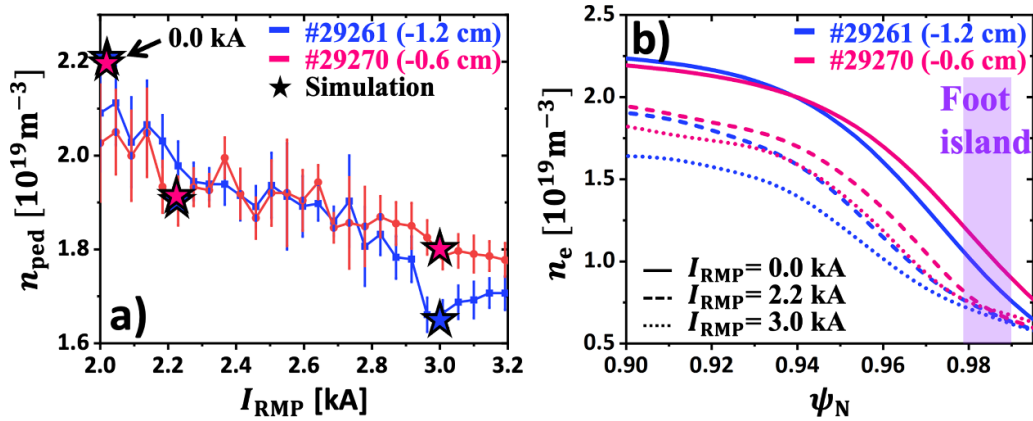 a)
0.0 kA
#29261 (-1.2 cm)
#29270 (-0.6 cm)
Simulation
2.2
2.0
1.8
1.6
n_ped [10^19 m^−3]
2.0 2.2 2.4 2.6 2.8 3.0 3.2
I_RMP [kA]
b)
#29261 (-1.2 cm)
#29270 (-0.6 cm)
Foot
island
I_RMP= 0.0 kA
I_RMP= 2.2 kA
I_RMP= 3.0 kA
2.5
2.0
1.5
1.0
0.5
n_e [10^19 m^−3]
0.90 0.92 0.94 0.96 0.98
ψ_N